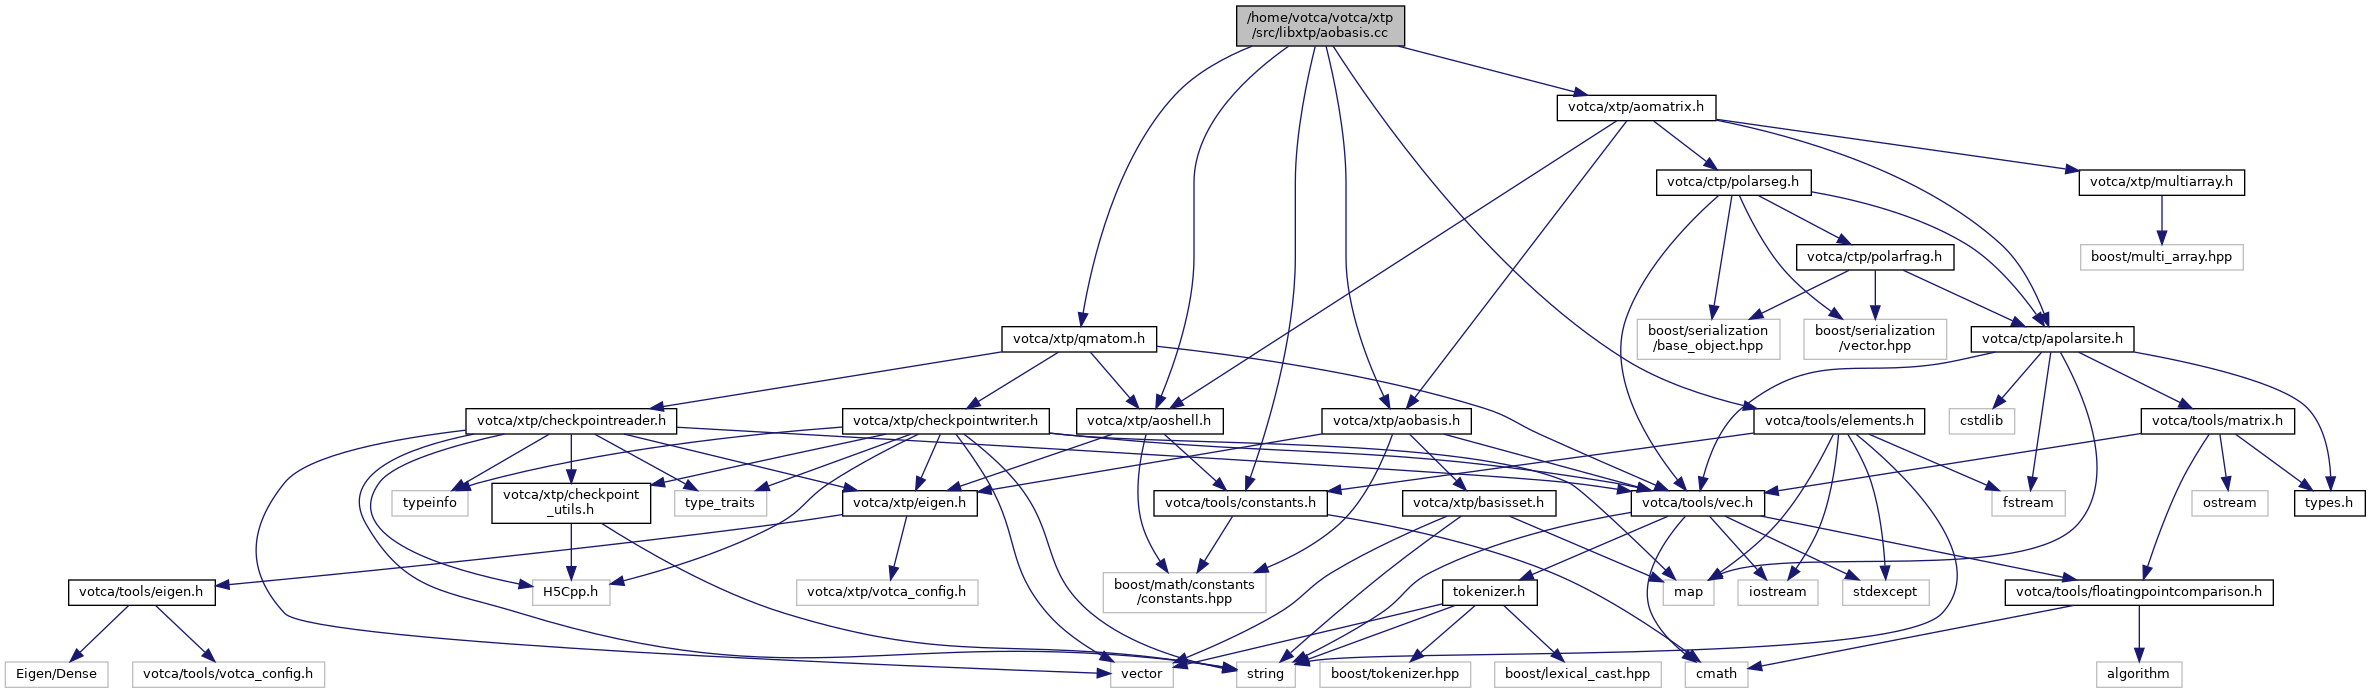 /home/votca/votca/xtp
/src/libxtp/aobasis.cc
votca/xtp/aomatrix.h
votca/ctp/polarseg.h
votca/xtp/multiarray.h
votca/ctp/polarfrag.h
boost/multi_array.hpp
votca/xtp/qmatom.h
boost/serialization
/base_object.hpp
boost/serialization
/vector.hpp
votca/ctp/apolarsite.h
votca/xtp/checkpointreader.h
votca/xtp/checkpointwriter.h
votca/xtp/aoshell.h
votca/xtp/aobasis.h
votca/tools/elements.h
cstdlib
votca/tools/matrix.h
typeinfo
votca/xtp/checkpoint
_utils.h
type_traits
votca/xtp/eigen.h
votca/tools/constants.h
votca/xtp/basisset.h
votca/tools/vec.h
fstream
ostream
types.h
votca/tools/eigen.h
H5Cpp.h
votca/xtp/votca_config.h
boost/math/constants
/constants.hpp
tokenizer.h
map
iostream
stdexcept
votca/tools/floatingpointcomparison.h
Eigen/Dense
votca/tools/votca_config.h
vector
string
boost/tokenizer.hpp
boost/lexical_cast.hpp
cmath
algorithm